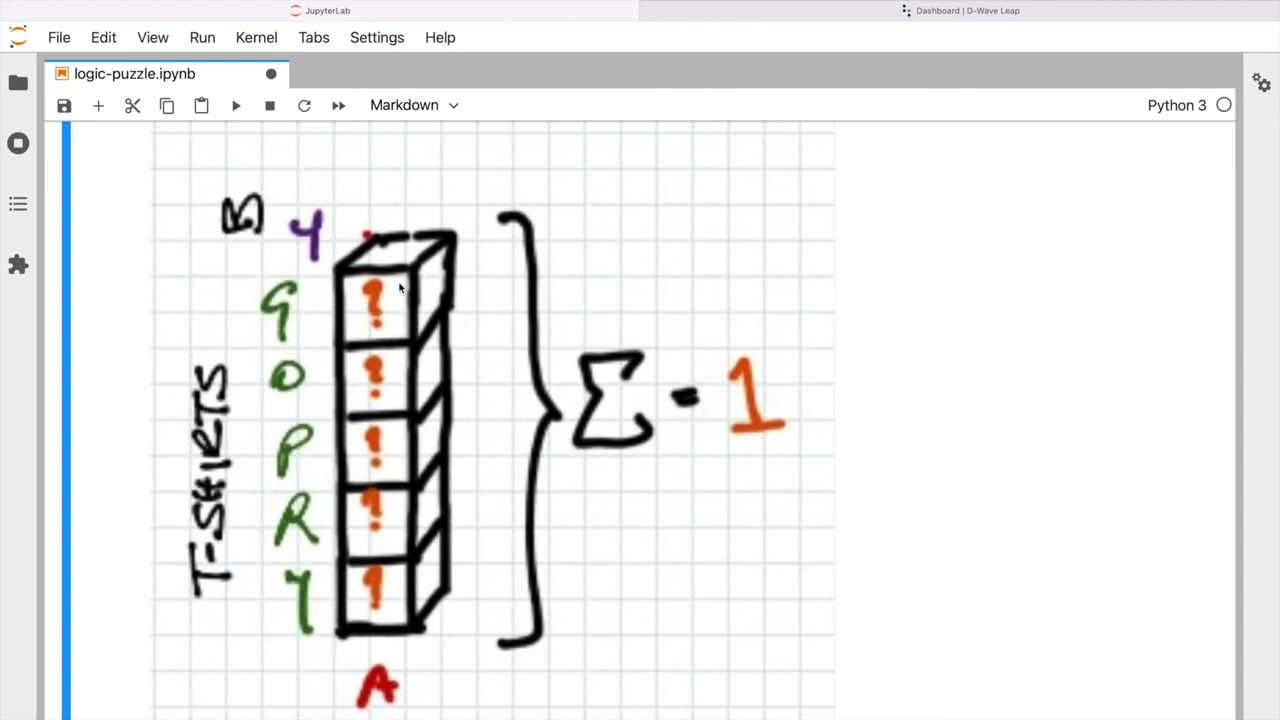 JupyterLab
Dashboard | D-Wave Leap
File Edit View Run Kernel Tabs Settings Help
logic-puzzle.ipynb
Markdown
Python 3
B
Y
G ?
O ?
P ?
R ?
Y ?
T-SHIRTS
Σ = 1
A